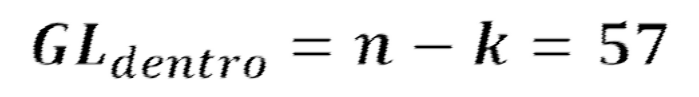 GL_dentro = n − k = 57